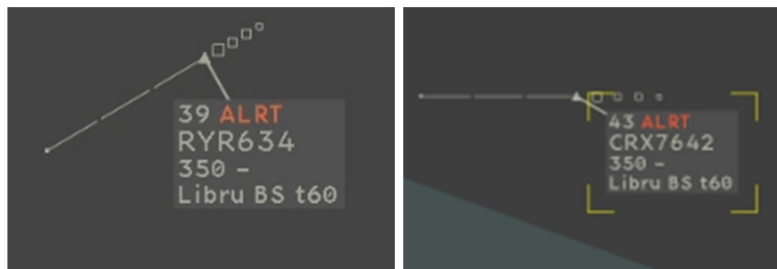 39 ALRT
RYR634
350 -
Libru BS t60
43 ALRT
CRX7642
350 -
Libru BS t60